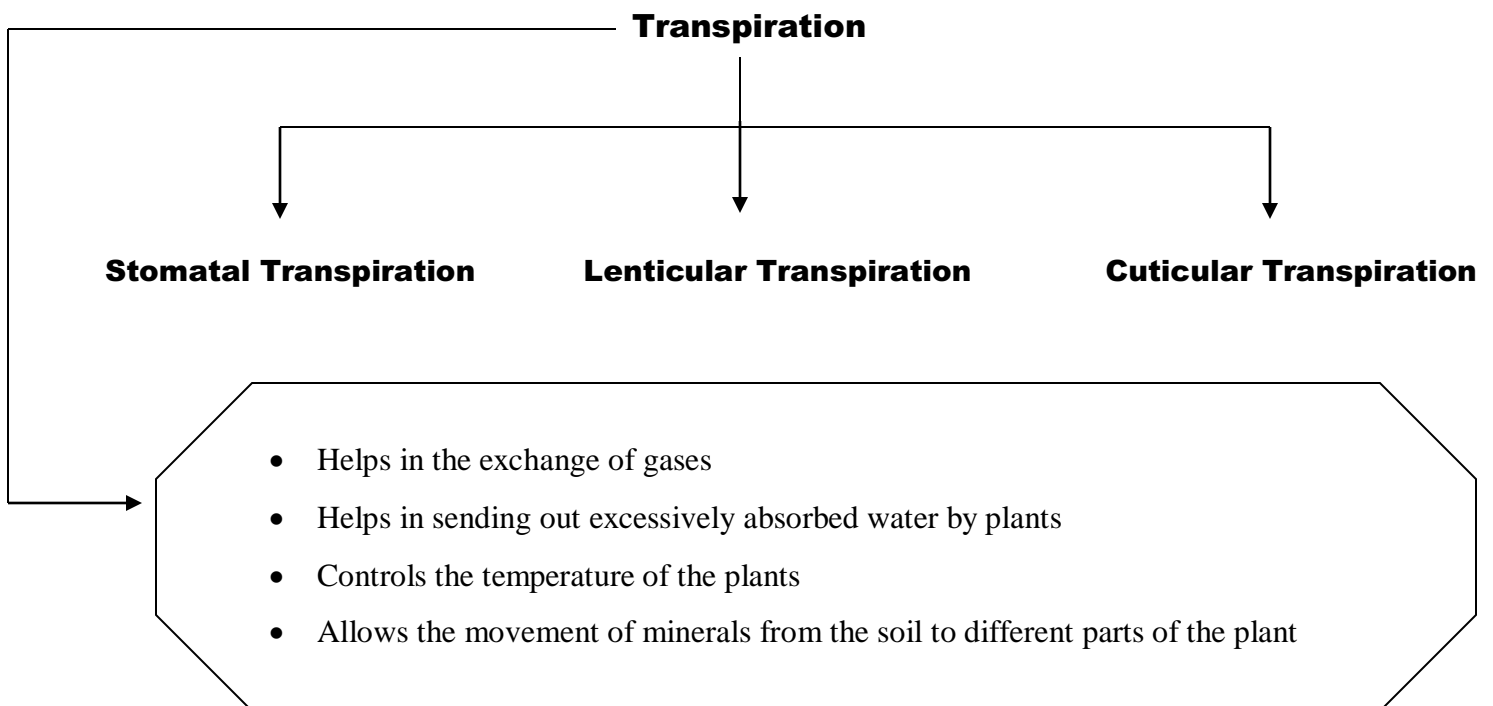 Transpiration
Stomatal Transpiration
Lenticular Transpiration
Cuticular Transpiration
• Helps in the exchange of gases
• Helps in sending out excessively absorbed water by plants
• Controls the temperature of the plants
• Allows the movement of minerals from the soil to different parts of the plant